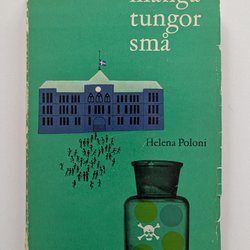 många
tungor
små
Helena Poloni